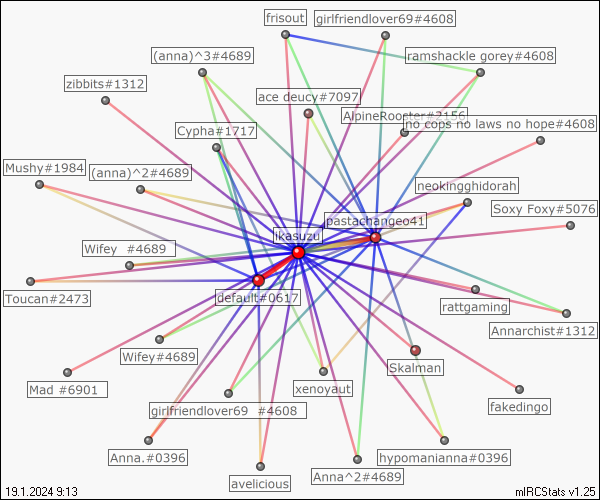 frisout
girlfriendlover69#4608
(anna)^3#4689
ramshackle gorey#4608
zibbits#1312
ace deucy#7097
AlpineRooster#2156
no cops no laws no hope#4608
Cypha#1717
Mushy#1984
(anna)^2#4689
neokingghidorah
Soxy Foxy#5076
pastachangeo41
ikasuzu
Wifey #4689
Toucan#2473
default#0617
rattgaming
Annarchist#1312
Wifey#4689
Skalman
Mad #6901
xenoyaut
girlfriendlover69 #4608
fakedingo
Anna.#0396
hypomanianna#0396
avelicious
Anna^2#4689
19.1.2024 9:13
mIRCStats v1.25